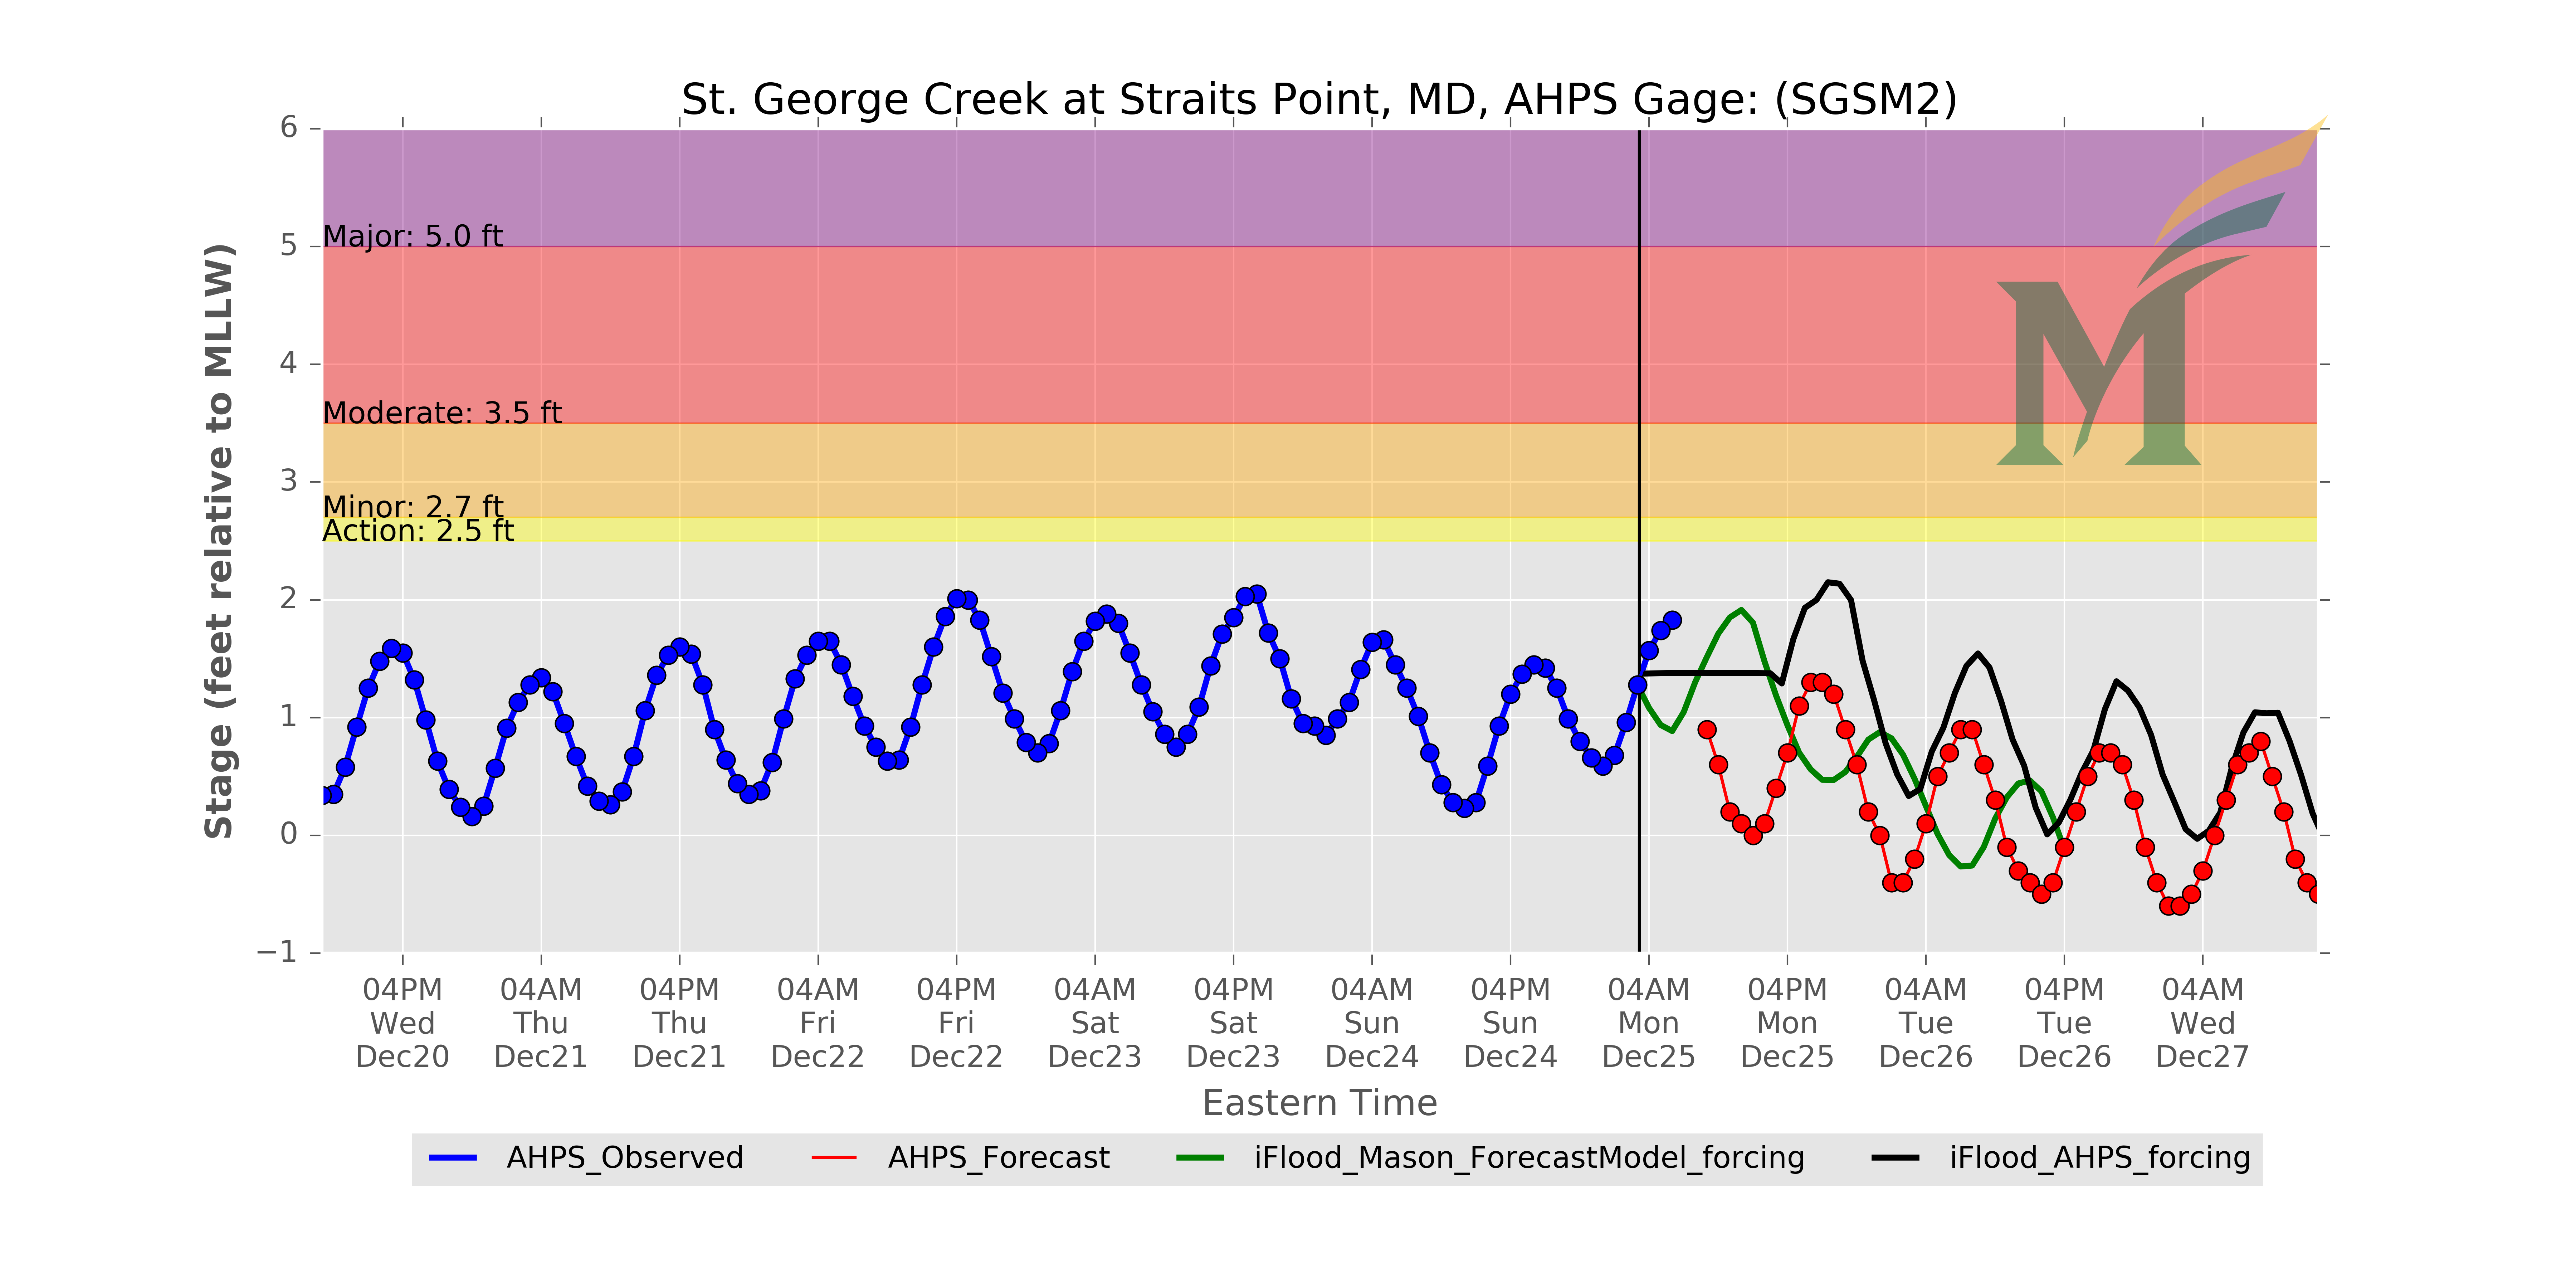 St. George Creek at Straits Point, MD, AHPS Gage: (SGSM2)
Stage (feet relative to MLLW)
6
5
4
3
2
1
0
−1
Major: 5.0 ft
Moderate: 3.5 ft
Minor: 2.7 ft
Action: 2.5 ft
M
04PM 04AM 04PM 04AM 04PM 04AM 04PM 04AM 04PM 04AM 04PM 04AM 04PM 04AM
Wed Thu Thu Fri Fri Sat Sat Sun Sun Mon Mon Tue Tue Wed
Dec20 Dec21 Dec21 Dec22 Dec22 Dec23 Dec23 Dec24 Dec24 Dec25 Dec25 Dec26 Dec26 Dec27
Eastern Time
AHPS_Observed AHPS_Forecast iFlood_Mason_ForecastModel_forcing iFlood_AHPS_forcing